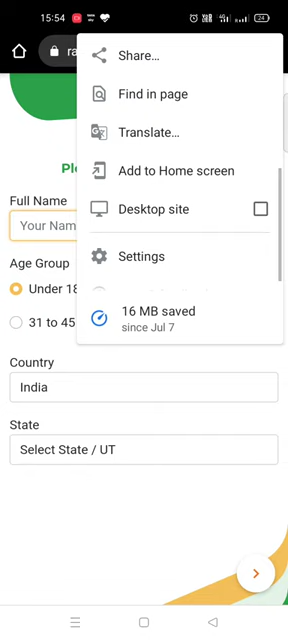 15:54
24
ra
Share...
Find in page
Translate...
Add to Home screen
Desktop site
Settings
16 MB saved
since Jul 7
Ple
Full Name
Your Nam
Age Group
Under 18
31 to 45
Country
India
State
Select State / UT